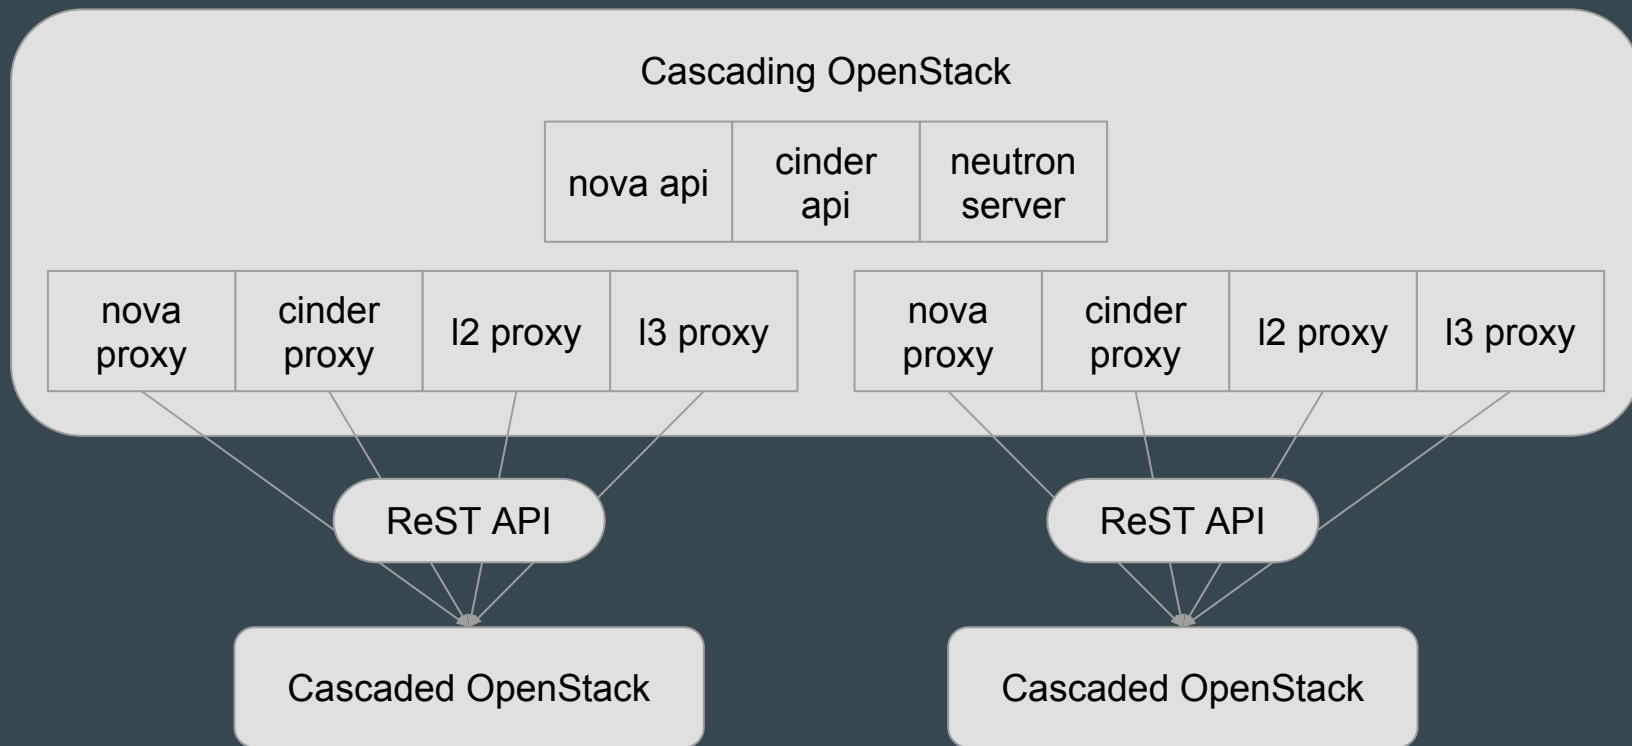 Cascading OpenStack
nova api
cinder
api
neutron
server
nova
proxy
cinder
proxy
l2 proxy
l3 proxy
nova
proxy
cinder
proxy
l2 proxy
l3 proxy
ReST API
ReST API
Cascaded OpenStack
Cascaded OpenStack